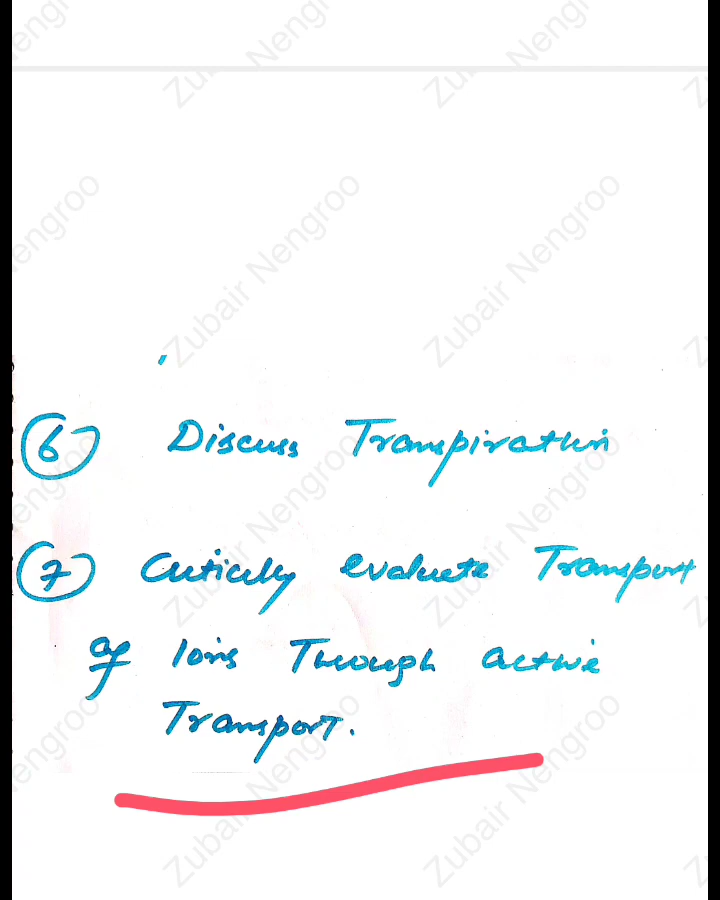 Zubair Nengroo
6 Discuss Transpiration
7 Critically evaluate Transport
of Ions Through active
Transport.